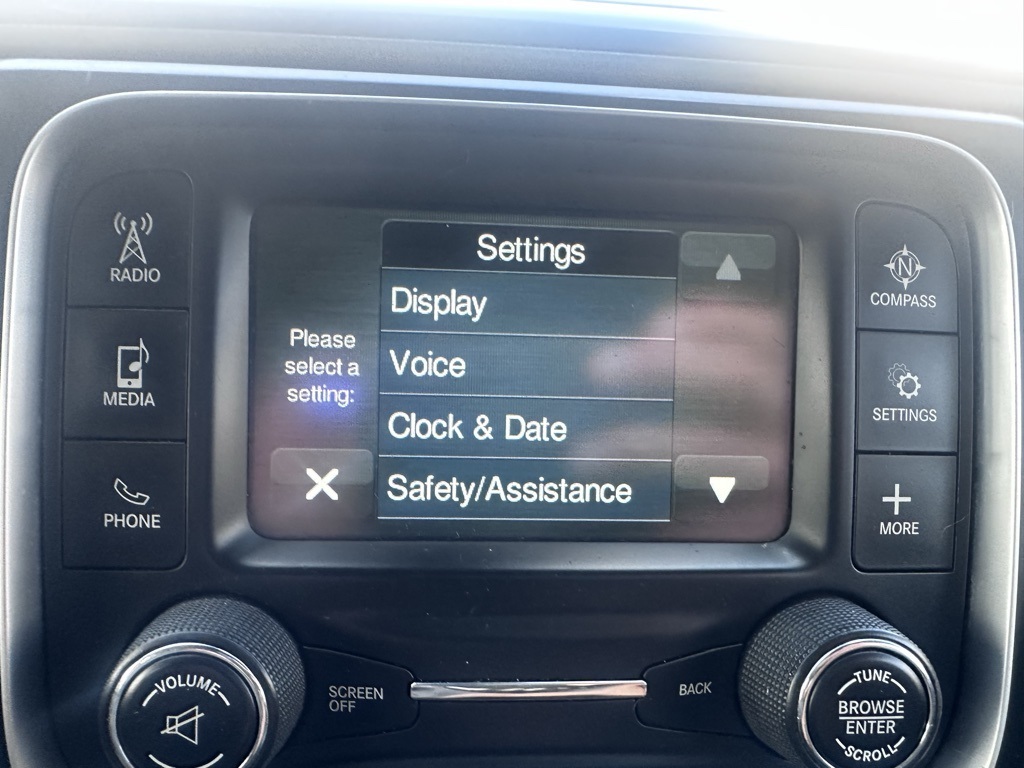 Settings
Display
Voice
Clock & Date
Safety/Assistance
Please
select a
setting:
RADIO
MEDIA
PHONE
N
COMPASS
SETTINGS
MORE
VOLUME
SCREEN
OFF
BACK
TUNE
BROWSE
ENTER
SCROLL